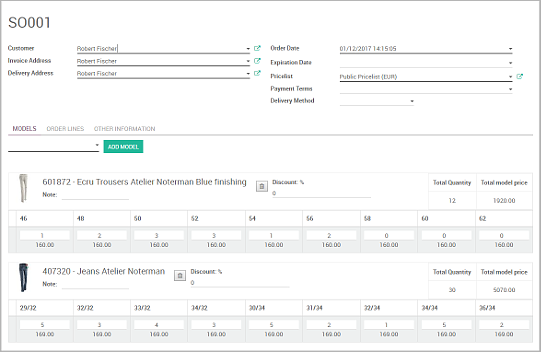 SO001
Customer Robert Fischer Order Date 01/12/2017 14:15:05
Invoice Address Robert Fischer Expiration Date
Delivery Address Robert Fischer Pricelist Public Pricelist (EUR)
Payment Terms
Delivery Method
MODELS ORDER LINES OTHER INFORMATION
ADD MODEL
601872 - Ecru Trousers Atelier Noterman Blue finishing Discount: % Total Quantity Total model price
Note: 0 12 1920.00
46 48 50 52 54 56 58 60 62
1 2 3 3 1 2 0 0 0
160.00 160.00 160.00 160.00 160.00 160.00 160.00 160.00 160.00
407320 - Jeans Atelier Noterman Discount: % Total Quantity Total model price
Note: 0 30 5070.00
29/32 32/32 33/32 34/32 30/34 31/34 32/34 34/34 36/34
5 3 4 3 5 2 1 5 2
169.00 169.00 169.00 169.00 169.00 169.00 169.00 169.00 169.00